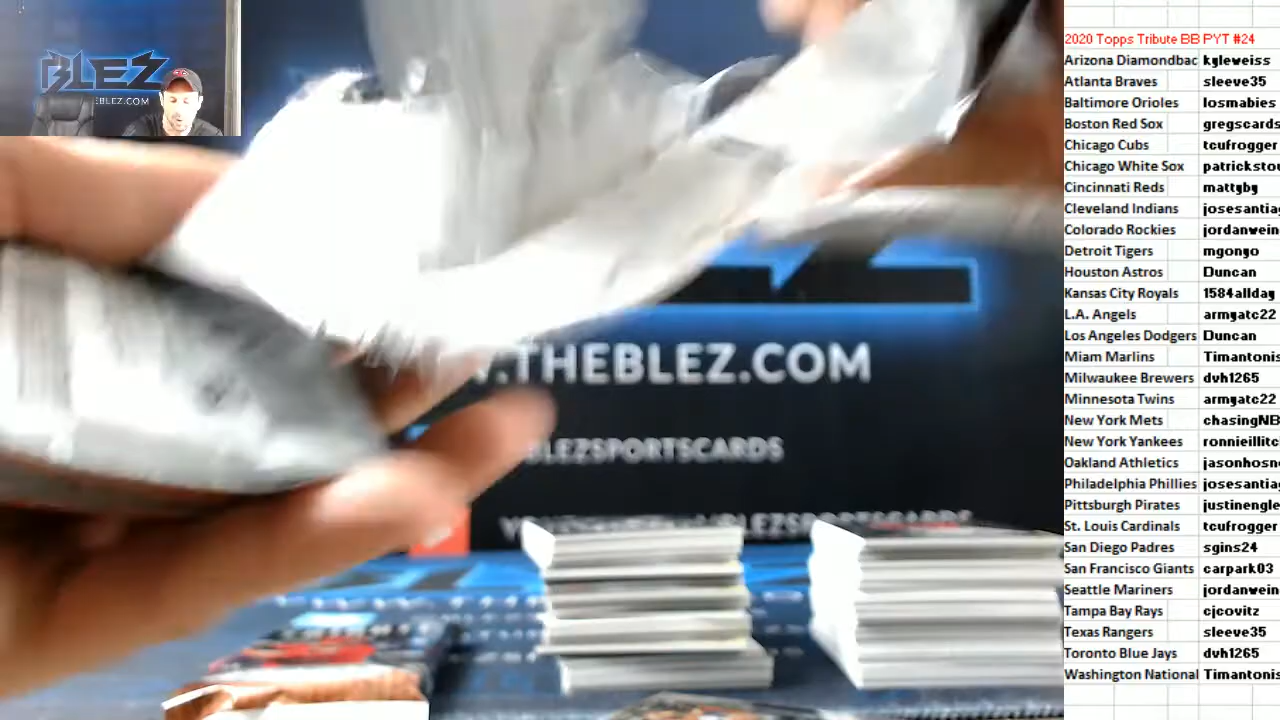 BLEZ
EBLEZ.COM
.THEBLEZ.COM
BLEZSPORTSCARDS
2020 Topps Tribute BB PYT #24
Arizona Diamondbac kyleweiss
Atlanta Braves sleeve35
Baltimore Orioles losmabies
Boston Red Sox gregscards
Chicago Cubs tcufrogger
Chicago White Sox patrickstou
Cincinnati Reds mattyby
Cleveland Indians josesantiag
Colorado Rockies jordanwein
Detroit Tigers mgongo
Houston Astros Duncan
Kansas City Royals 1584allday
L.A. Angels armyatc22
Los Angeles Dodgers Duncan
Miam Marlins Timantonis
Milwaukee Brewers dvh1265
Minnesota Twins armyatc22
New York Mets chasingNB
New York Yankees ronnieillitc
Oakland Athletics jasonhosn
Philadelphia Phillies josesantiag
Pittsburgh Pirates justinengle
St. Louis Cardinals tcufrogger
San Diego Padres sgins24
San Francisco Giants carpark03
Seattle Mariners jordanwein
Tampa Bay Rays cjcovitz
Texas Rangers sleeve35
Toronto Blue Jays dvh1265
Washington National Timantonis